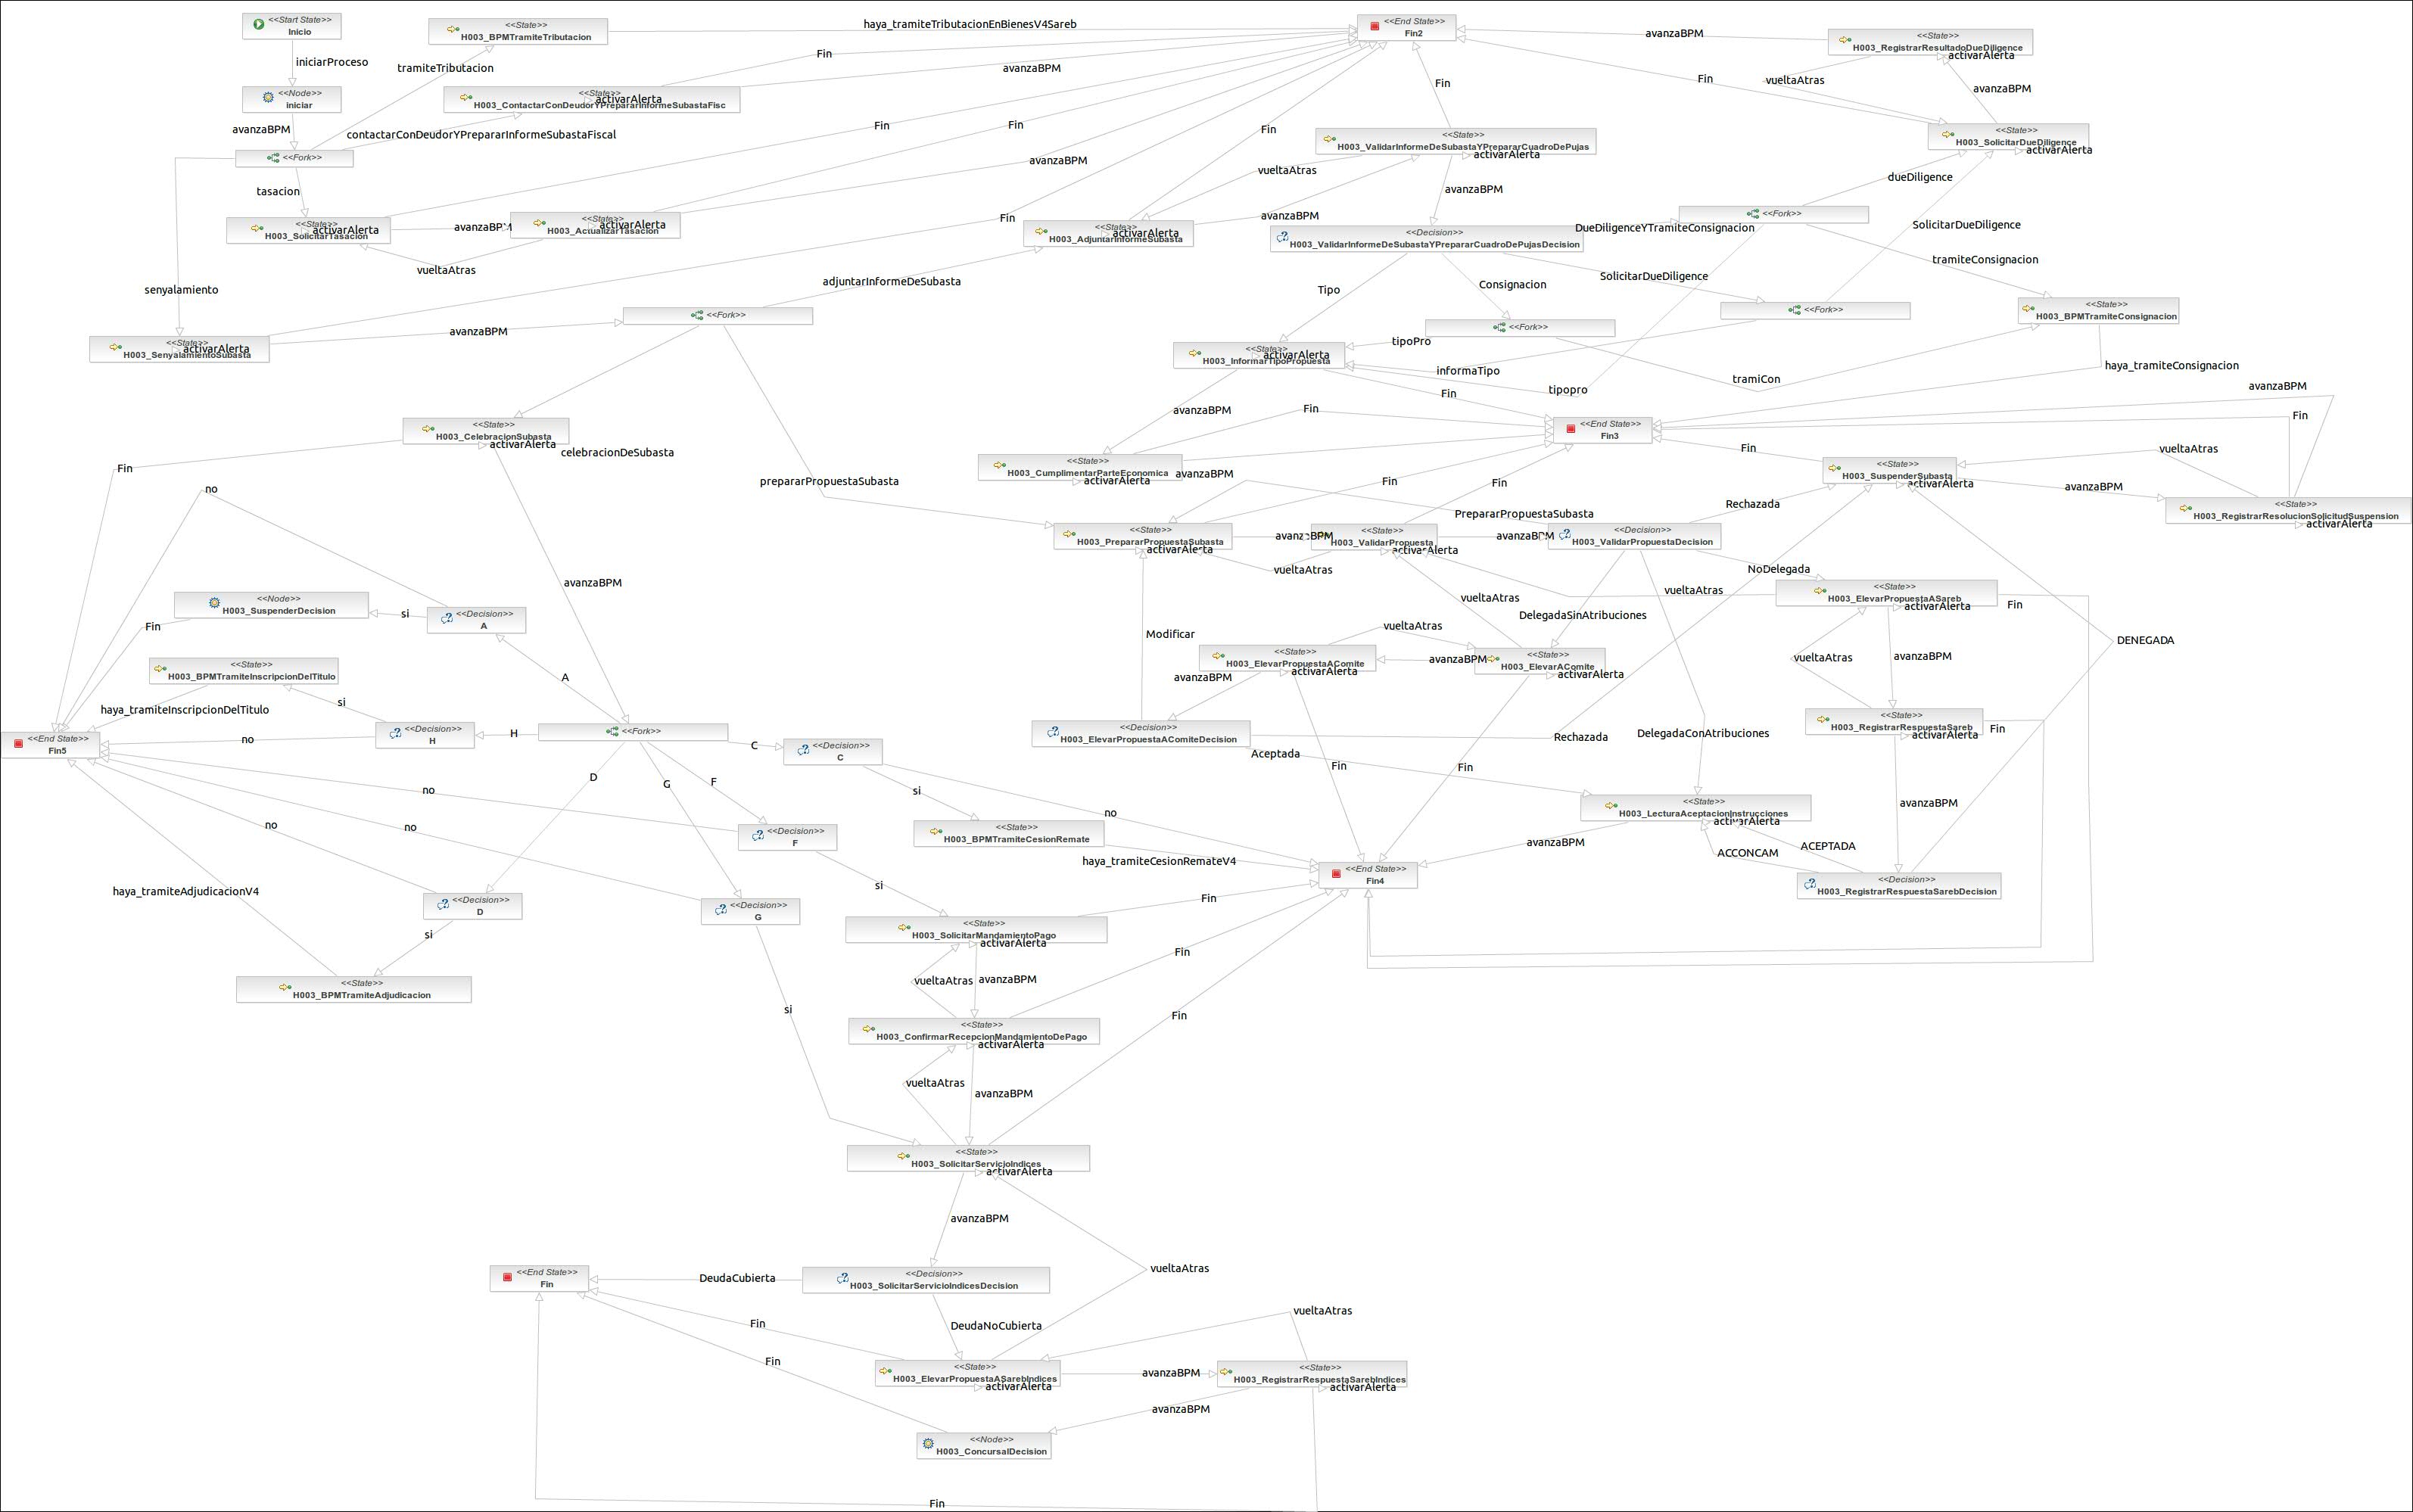 <<Start State>>
Inicio
iniciarProceso
<<Node>>
iniciar
avanzaBPM
<<Fork>>
<<State>>
H003_BPMTramiteTributacion
tramiteTributacion
haya_tramiteTributacionEnBienesV4Sareb
<<State>>
H003_ContactarConDeudorYPrepararInformeSubastaFisc
activarAlerta
contactarConDeudorYPrepararInformeSubastaFiscal
Fin
avanzaBPM
<<End State>>
Fin2
avanzaBPM
<<State>>
H003_RegistrarResultadoDueDiligence
activarAlerta
Fin
vueltaAtras
avanzaBPM
<<State>>
H003_SolicitarDueDiligence
activarAlerta
Fin
Fin
Fin
avanzaBPM
Fin
Fin
<<State>>
H003_ValidarInformeDeSubastaYPrepararCuadroDePujas
activarAlerta
vueltaAtras
avanzaBPM
avanzaBPM
dueDiligence
tasacion
<<State>>
H003_SolicitarTasacion
activarAlerta
avanzaBPM
<<State>>
H003_ActualizarTasacion
activarAlerta
vueltaAtras
<<State>>
H003_AdjuntarInformeSubasta
activarAlerta
<<Decision>>
H003_ValidarInformeDeSubastaYPrepararCuadroDePujasDecision
DueDiligenceYTramiteConsignacion
<<Fork>>
SolicitarDueDiligence
tramiteConsignacion
senyalamiento
adjuntarInformeDeSubasta
Tipo
Consignacion
SolicitarDueDiligence
<<Fork>>
<<State>>
H003_BPMTramiteConsignacion
<<State>>
H003_SenyalamientoSubasta
activarAlerta
avanzaBPM
<<Fork>>
<<Fork>>
tipoPro
<<State>>
H003_InformarTipoPropuesta
activarAlerta
informaTipo
tipopro
tramiCon
haya_tramiteConsignacion
avanzaBPM
Fin
avanzaBPM
Fin
Fin
<<End State>>
Fin3
Fin
vueltaAtras
<<State>>
H003_CelebracionSubasta
activarAlerta
celebracionDeSubasta
Fin
no
prepararPropuestaSubasta
<<State>>
H003_CumplimentarParteEconomica
activarAlerta
avanzaBPM
Fin
Fin
<<State>>
H003_SuspenderSubasta
activarAlerta
avanzaBPM
<<State>>
H003_RegistrarResolucionSolicitudSuspension
activarAlerta
PrepararPropuestaSubasta
Rechazada
<<State>>
H003_PrepararPropuestaSubasta
activarAlerta
avanzaBPM
<<State>>
H003_ValidarPropuesta
activarAlerta
avanzaBPM
<<Decision>>
H003_ValidarPropuestaDecision
vueltaAtras
NoDelegada
avanzaBPM
<<Node>>
H003_SuspenderDecision
si
<<Decision>>
A
Fin
vueltaAtras
vueltaAtras
<<State>>
H003_ElevarPropuestaASareb
activarAlerta
Fin
DelegadaSinAtribuciones
Modificar
vueltaAtras
<<State>>
H003_BPMTramiteInscripcionDelTitulo
A
<<State>>
H003_ElevarPropuestaAComite
activarAlerta
avanzaBPM
<<State>>
H003_ElevarAComite
activarAlerta
avanzaBPM
vueltaAtras
avanzaBPM
DENEGADA
haya_tramiteInscripcionDelTitulo
si
<<End State>>
Fin5
no
<<Decision>>
H
H
<<Fork>>
C
<<Decision>>
C
<<Decision>>
H003_ElevarPropuestaAComiteDecision
Rechazada
Aceptada
DelegadaConAtribuciones
<<State>>
H003_RegistrarRespuestaSareb
activarAlerta
Fin
D
G
F
si
no
Fin
Fin
no
no
no
<<Decision>>
F
<<State>>
H003_BPMTramiteCesionRemate
haya_tramiteCesionRemateV4
<<State>>
H003_LecturaAceptacionInstrucciones
activarAlerta
avanzaBPM
avanzaBPM
ACCONCAM
ACEPTADA
<<Decision>>
H003_RegistrarRespuestaSarebDecision
<<End State>>
Fin4
haya_tramiteAdjudicacionV4
<<Decision>>
D
si
<<Decision>>
G
si
Fin
<<State>>
H003_SolicitarMandamientoPago
activarAlerta
Fin
<<State>>
H003_BPMTramiteAdjudicacion
vueltaAtras
avanzaBPM
si
Fin
<<State>>
H003_ConfirmarRecepcionMandamientoDePago
activarAlerta
vueltaAtras
avanzaBPM
<<State>>
H003_SolicitarServicioIndices
activarAlerta
avanzaBPM
vueltaAtras
<<End State>>
Fin
DeudaCubierta
<<Decision>>
H003_SolicitarServicioIndicesDecision
Fin
DeudaNoCubierta
vueltaAtras
Fin
<<State>>
H003_ElevarPropuestaASarebIndices
activarAlerta
avanzaBPM
<<State>>
H003_RegistrarRespuestaSarebIndices
activarAlerta
avanzaBPM
<<Node>>
H003_ConcursalDecision
Fin